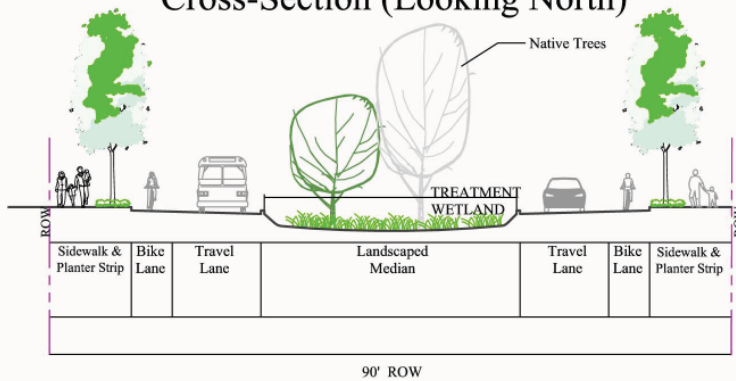 Cross-Section (Looking North)
Native Trees
TREATMENT
WETLAND
ROW
ROW
Sidewalk &
Planter Strip
Bike
Lane
Travel
Lane
Landscaped
Median
Travel
Lane
Bike
Lane
Sidewalk &
Planter Strip
90' ROW